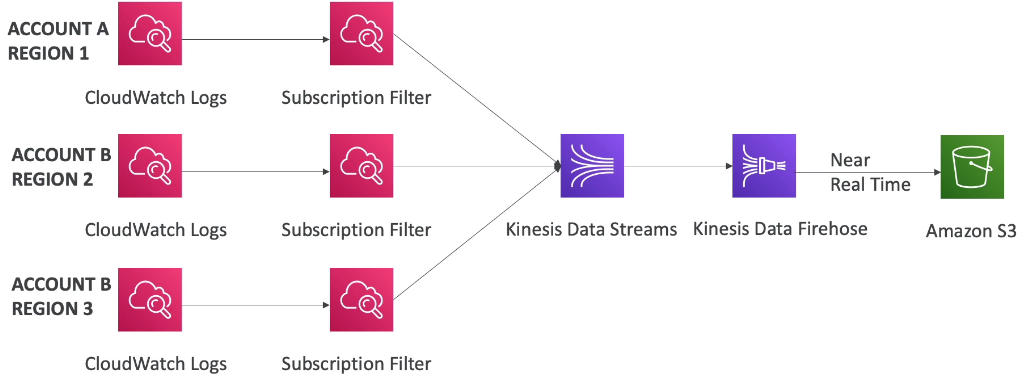 ACCOUNT A
REGION 1
CloudWatch Logs
Subscription Filter
ACCOUNT B
REGION 2
CloudWatch Logs
Subscription Filter
Kinesis Data Streams
Kinesis Data Firehose
Near
Real Time
Amazon S3
ACCOUNT B
REGION 3
CloudWatch Logs
Subscription Filter